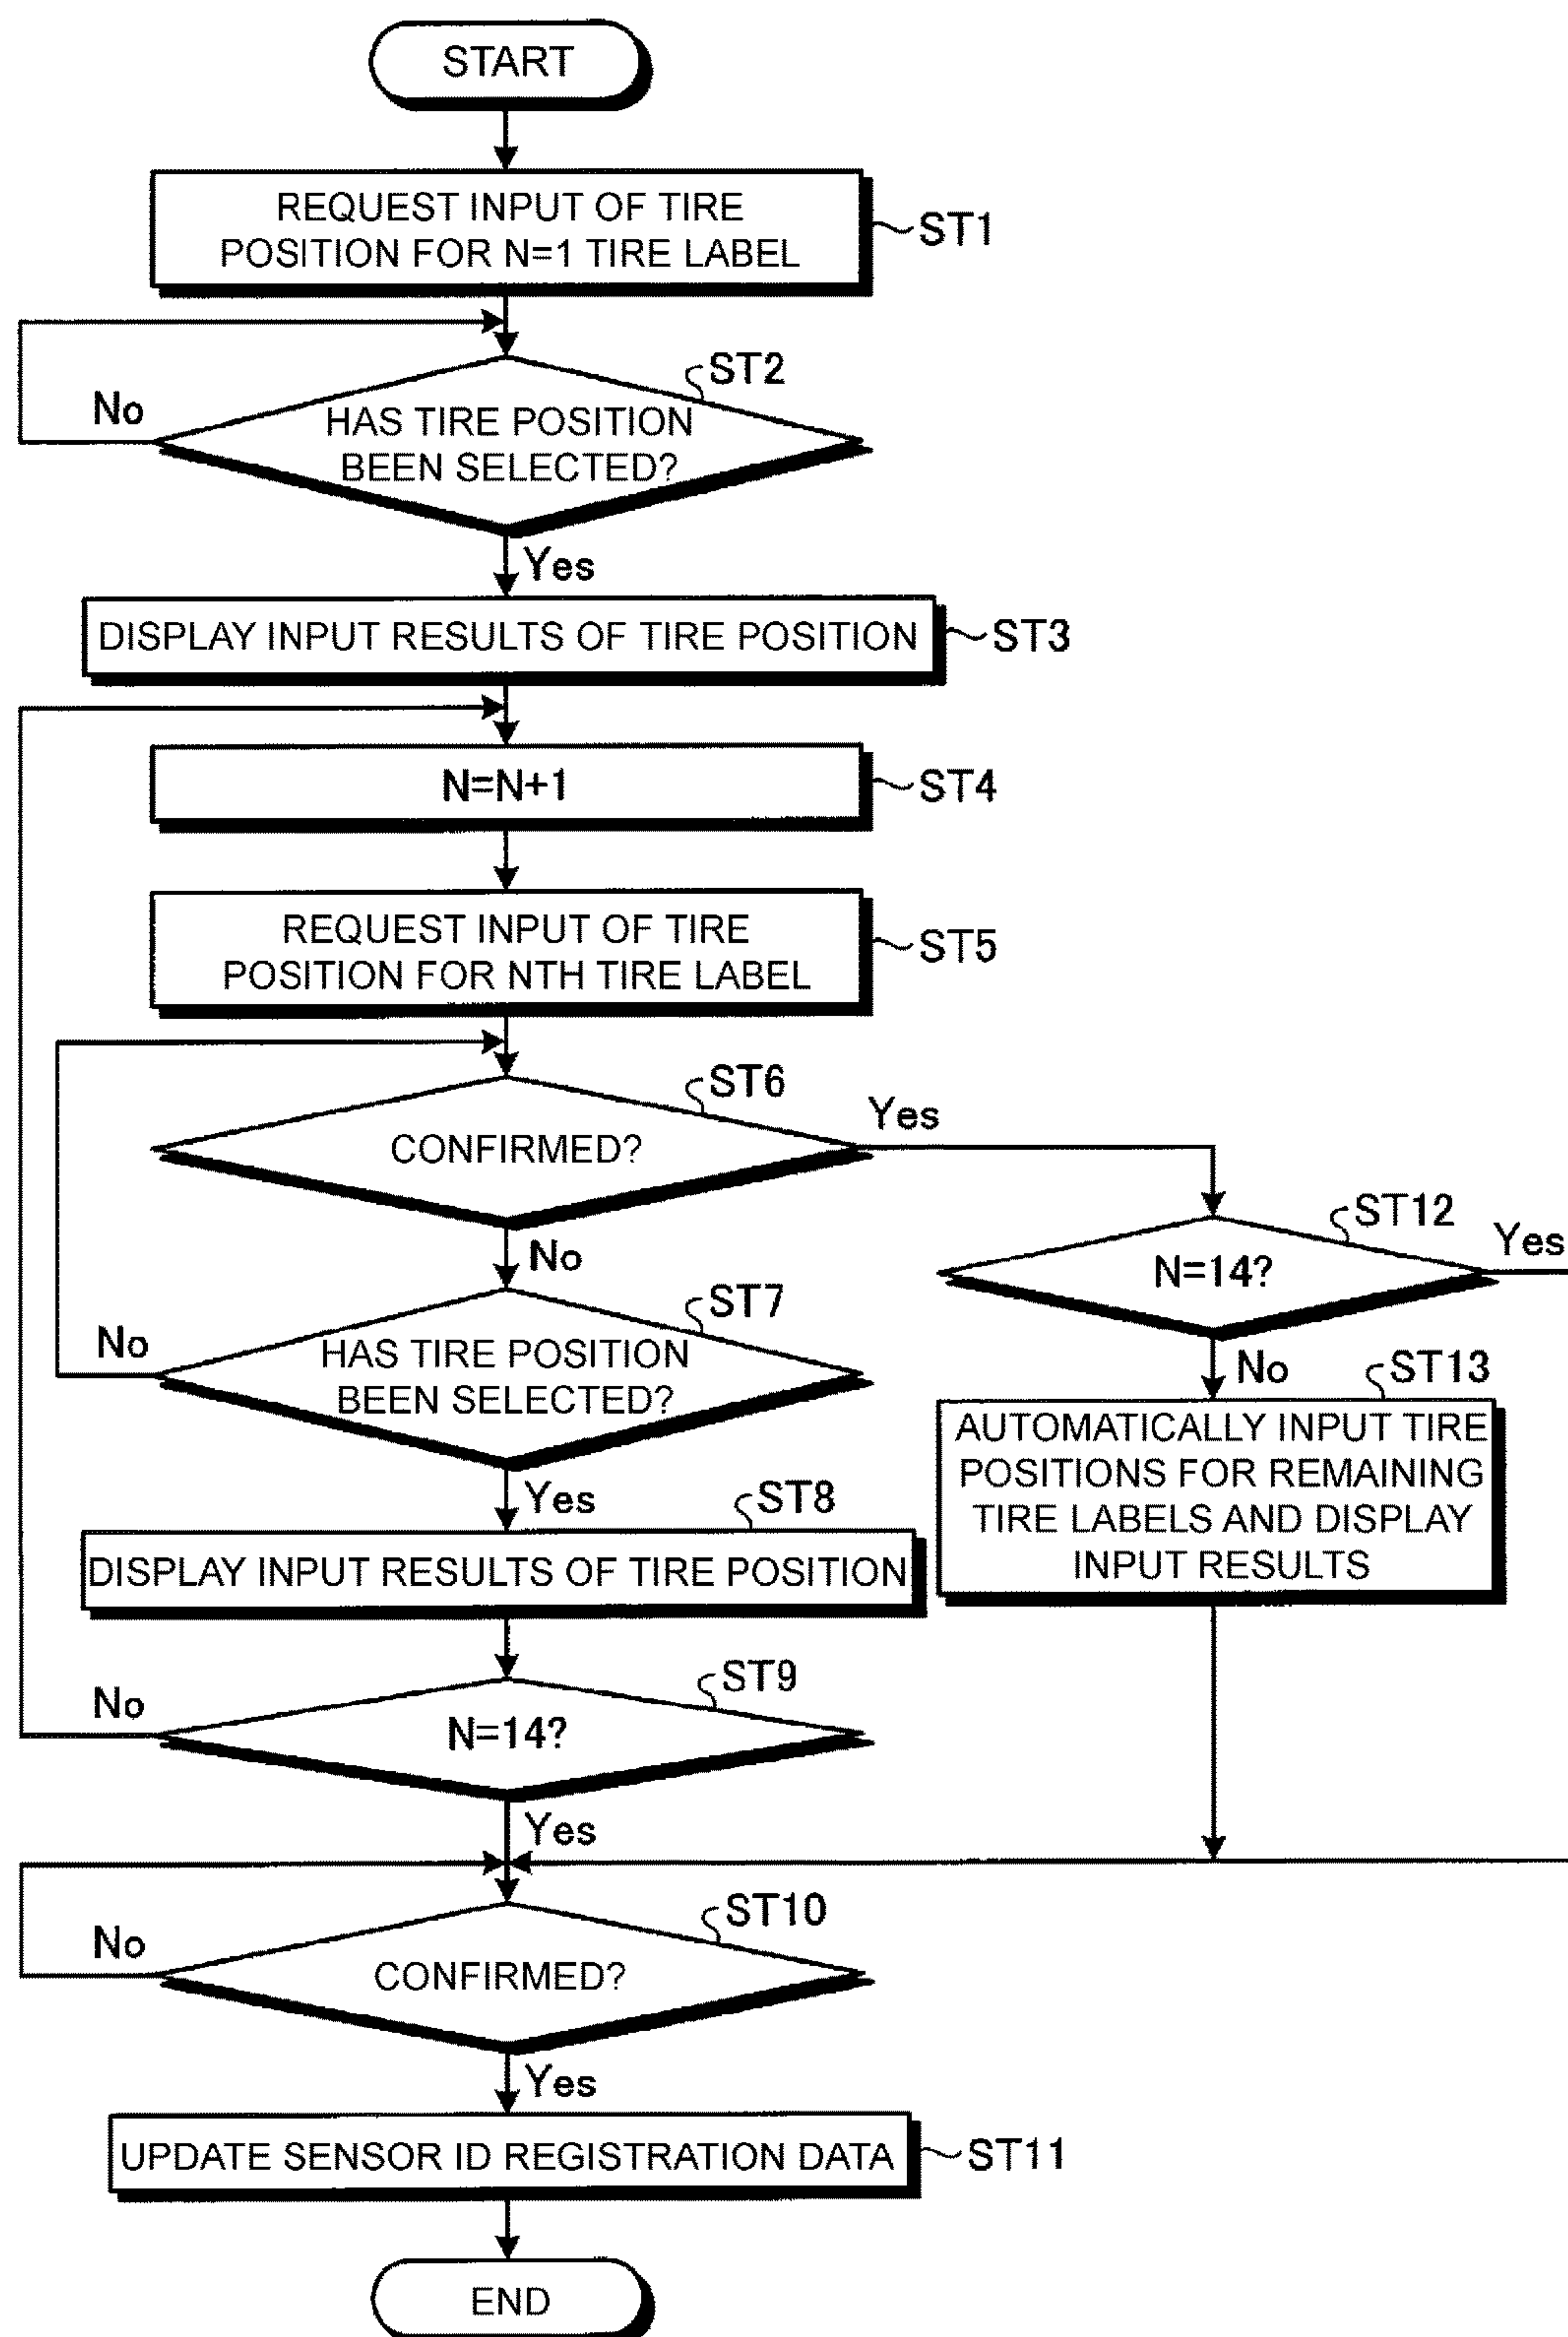 START
REQUEST INPUT OF TIRE
POSITION FOR N=1 TIRE LABEL
ST1
ST2
No
HAS TIRE POSITION
BEEN SELECTED?
Yes
DISPLAY INPUT RESULTS OF TIRE POSITION
ST3
N=N+1
ST4
REQUEST INPUT OF TIRE
POSITION FOR NTH TIRE LABEL
ST5
ST6
Yes
CONFIRMED?
No
ST12
Yes
N=14?
No
ST7
No
HAS TIRE POSITION
BEEN SELECTED?
Yes
ST13
AUTOMATICALLY INPUT TIRE
POSITIONS FOR REMAINING
TIRE LABELS AND DISPLAY
INPUT RESULTS
ST8
DISPLAY INPUT RESULTS OF TIRE POSITION
ST9
No
N=14?
Yes
ST10
No
CONFIRMED?
Yes
UPDATE SENSOR ID REGISTRATION DATA
ST11
END